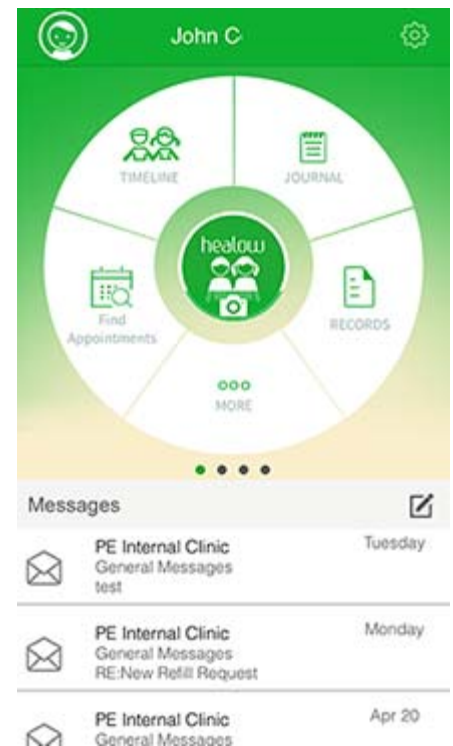 John C
TIMELINE
JOURNAL
healow
Find
Appointments
RECORDS
MORE
Messages
PE Internal Clinic
Tuesday
General Messages
test
PE Internal Clinic
Monday
General Messages
RE:New Refill Request
PE Internal Clinic
Apr 20
General Messages